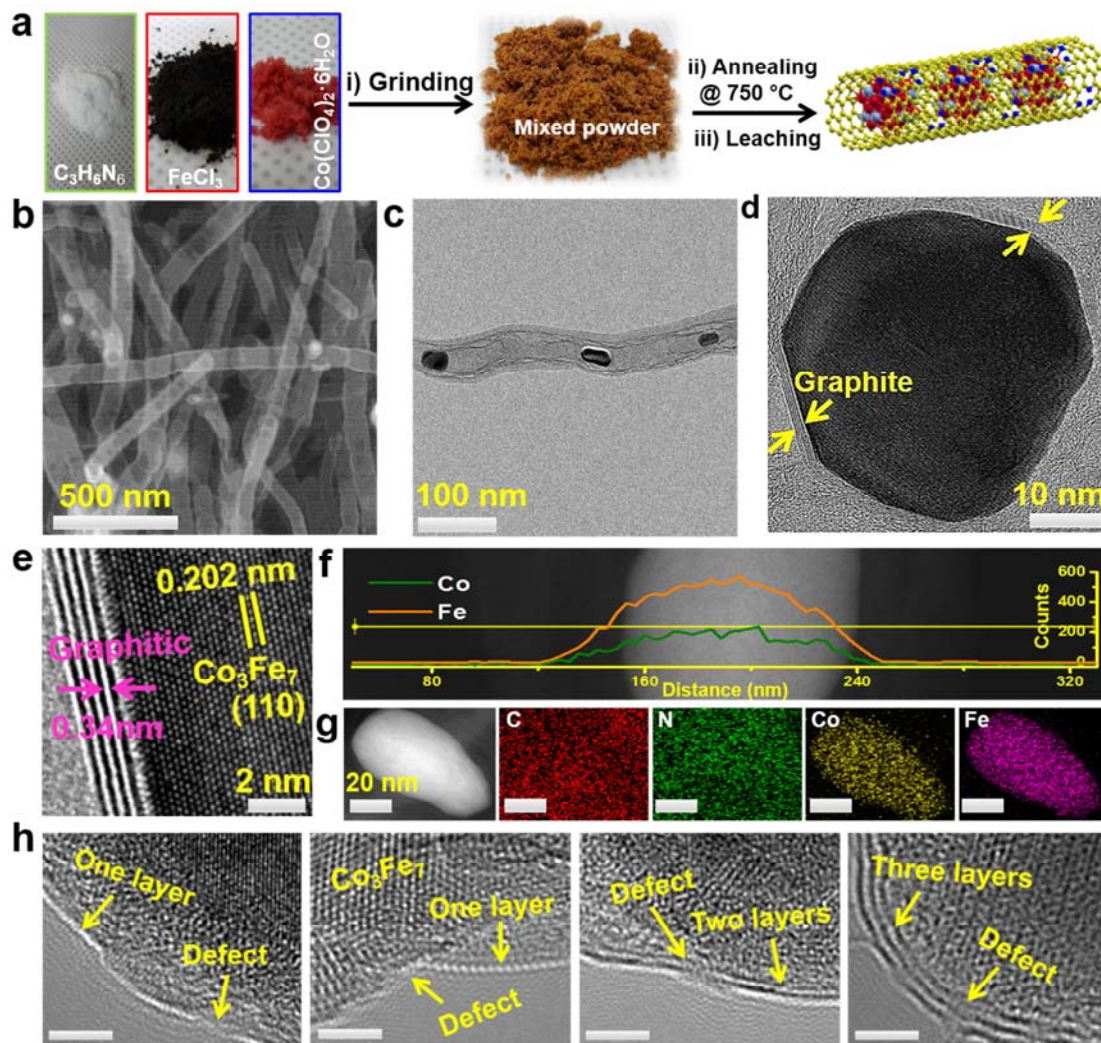 a
C₃H₆N₆
FeCl₃
Co(ClO₄)₂·6H₂O
i) Grinding
Mixed powder
ii) Annealing
@ 750 °C
iii) Leaching
b
500 nm
c
100 nm
d
Graphite
10 nm
e
0.202 nm
Graphitic
Co₃Fe₇
(110)
0.34nm
2 nm
f
Co
Fe
600
400
200
0
Counts
80
160
240
320
Distance (nm)
g
20 nm
C
N
Co
Fe
h
One layer
Defect
Co₃Fe₇
One layer
Defect
Defect
Two layers
Three layers
Defect